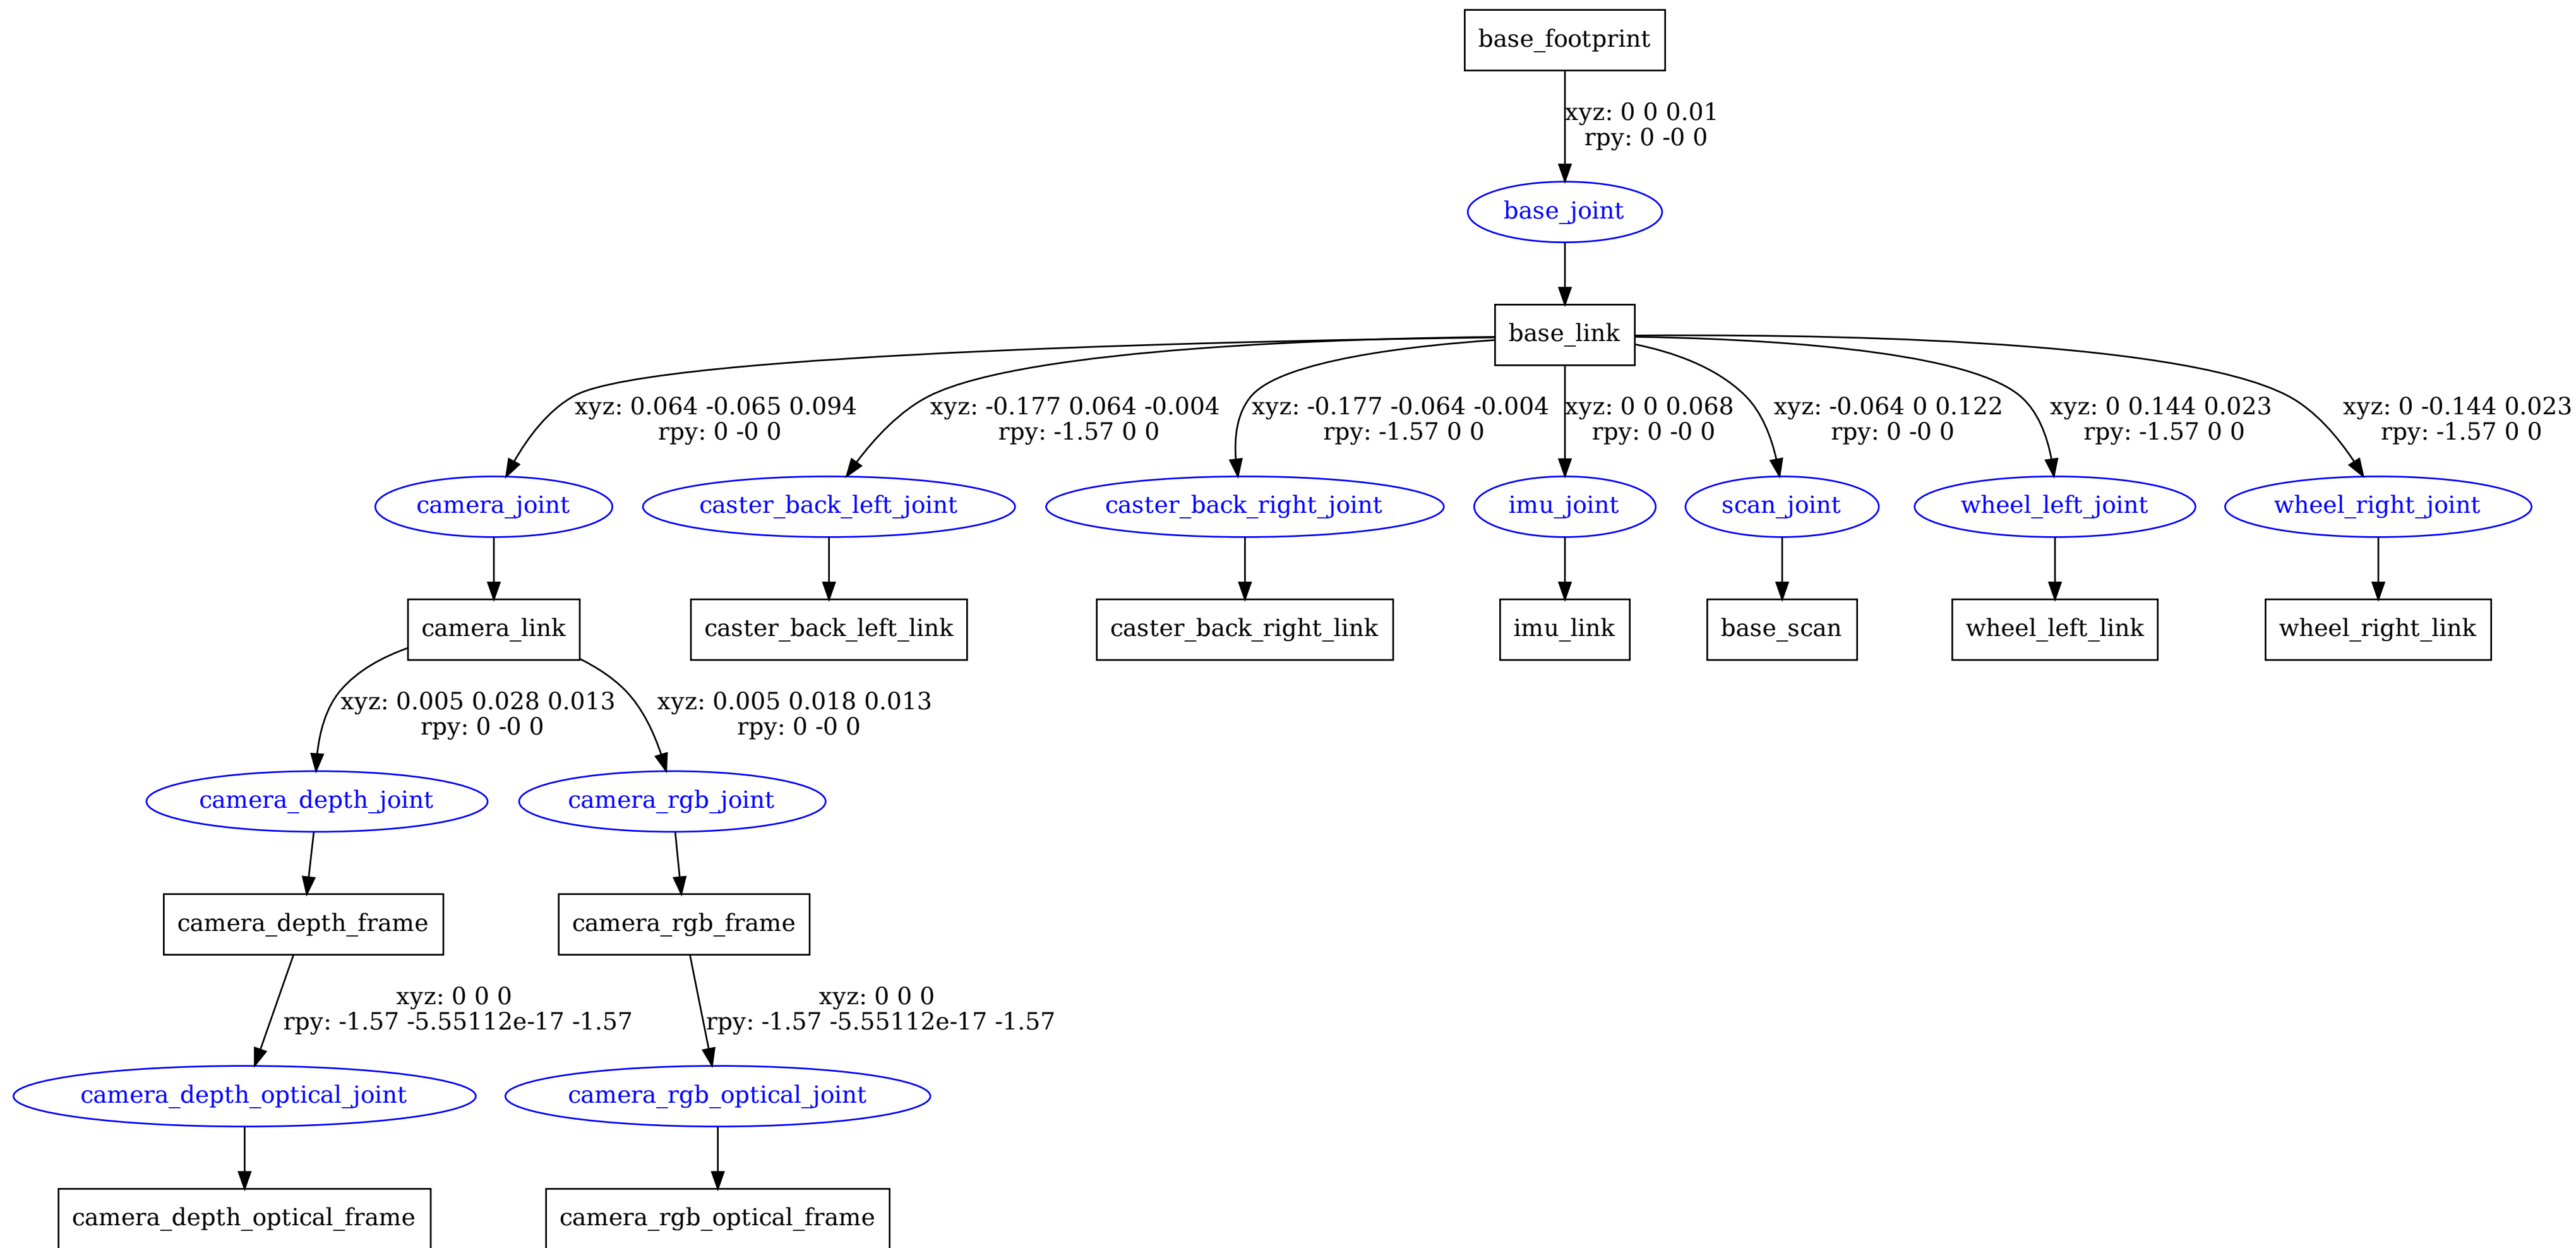 base_footprint
xyz: 0 0 0.01
rpy: 0 -0 0
base_joint
base_link
xyz: 0.064 -0.065 0.094
rpy: 0 -0 0
xyz: -0.177 0.064 -0.004
rpy: -1.57 0 0
xyz: -0.177 -0.064 -0.004
rpy: -1.57 0 0
xyz: 0 0 0.068
rpy: 0 -0 0
xyz: -0.064 0 0.122
rpy: 0 -0 0
xyz: 0 0.144 0.023
rpy: -1.57 0 0
xyz: 0 -0.144 0.023
rpy: -1.57 0 0
camera_joint
caster_back_left_joint
caster_back_right_joint
imu_joint
scan_joint
wheel_left_joint
wheel_right_joint
camera_link
caster_back_left_link
caster_back_right_link
imu_link
base_scan
wheel_left_link
wheel_right_link
xyz: 0.005 0.028 0.013
rpy: 0 -0 0
xyz: 0.005 0.018 0.013
rpy: 0 -0 0
camera_depth_joint
camera_rgb_joint
camera_depth_frame
camera_rgb_frame
xyz: 0 0 0
rpy: -1.57 -5.55112e-17 -1.57
xyz: 0 0 0
rpy: -1.57 -5.55112e-17 -1.57
camera_depth_optical_joint
camera_rgb_optical_joint
camera_depth_optical_frame
camera_rgb_optical_frame